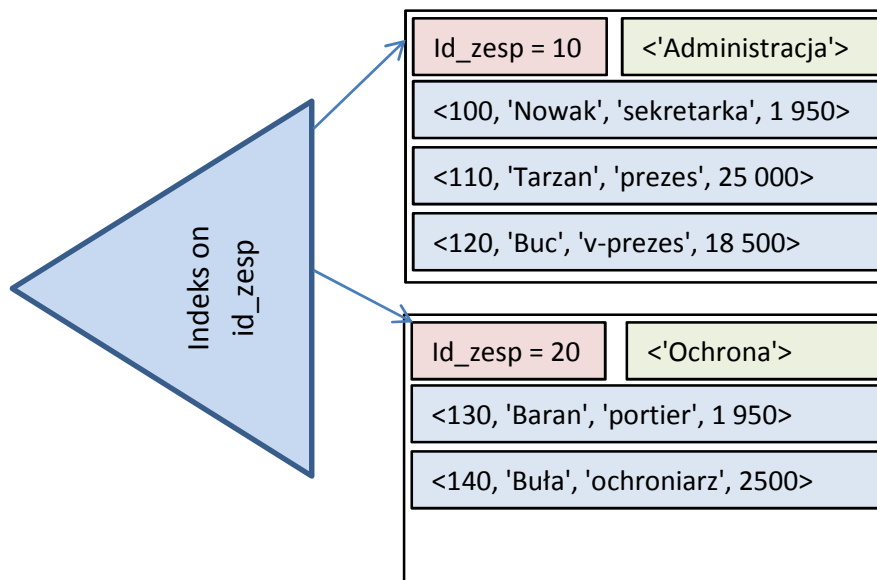 Indeks on
id_zesp
Id_zesp = 10
<'Administracja'>
<100, 'Nowak', 'sekretarka', 1 950>
<110, 'Tarzan', 'prezes', 25 000>
<120, 'Buc', 'v-prezes', 18 500>
Id_zesp = 20
<'Ochrona'>
<130, 'Baran', 'portier', 1 950>
<140, 'Buła', 'ochroniarz', 2500>